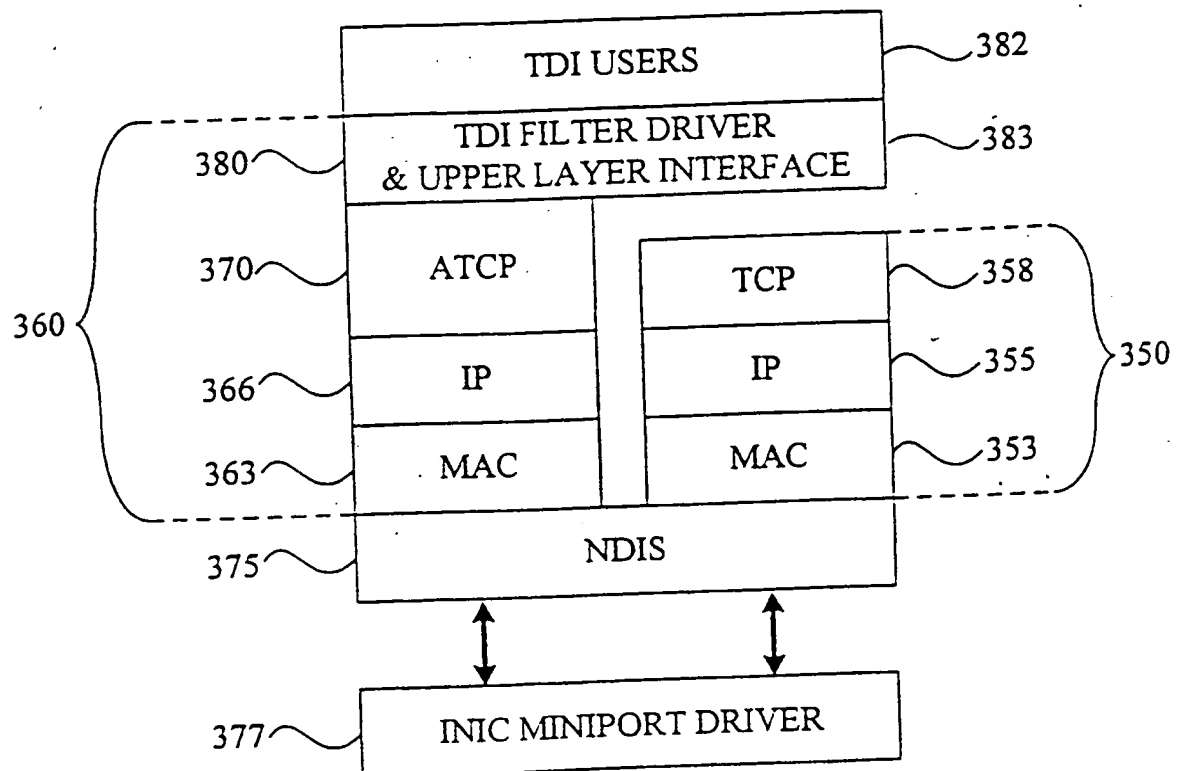 TDI USERS
382
TDI FILTER DRIVER
& UPPER LAYER INTERFACE
380
383
ATCP
370
TCP
358
360
350
IP
366
IP
355
MAC
363
MAC
353
NDIS
375
INIC MINIPORT DRIVER
377